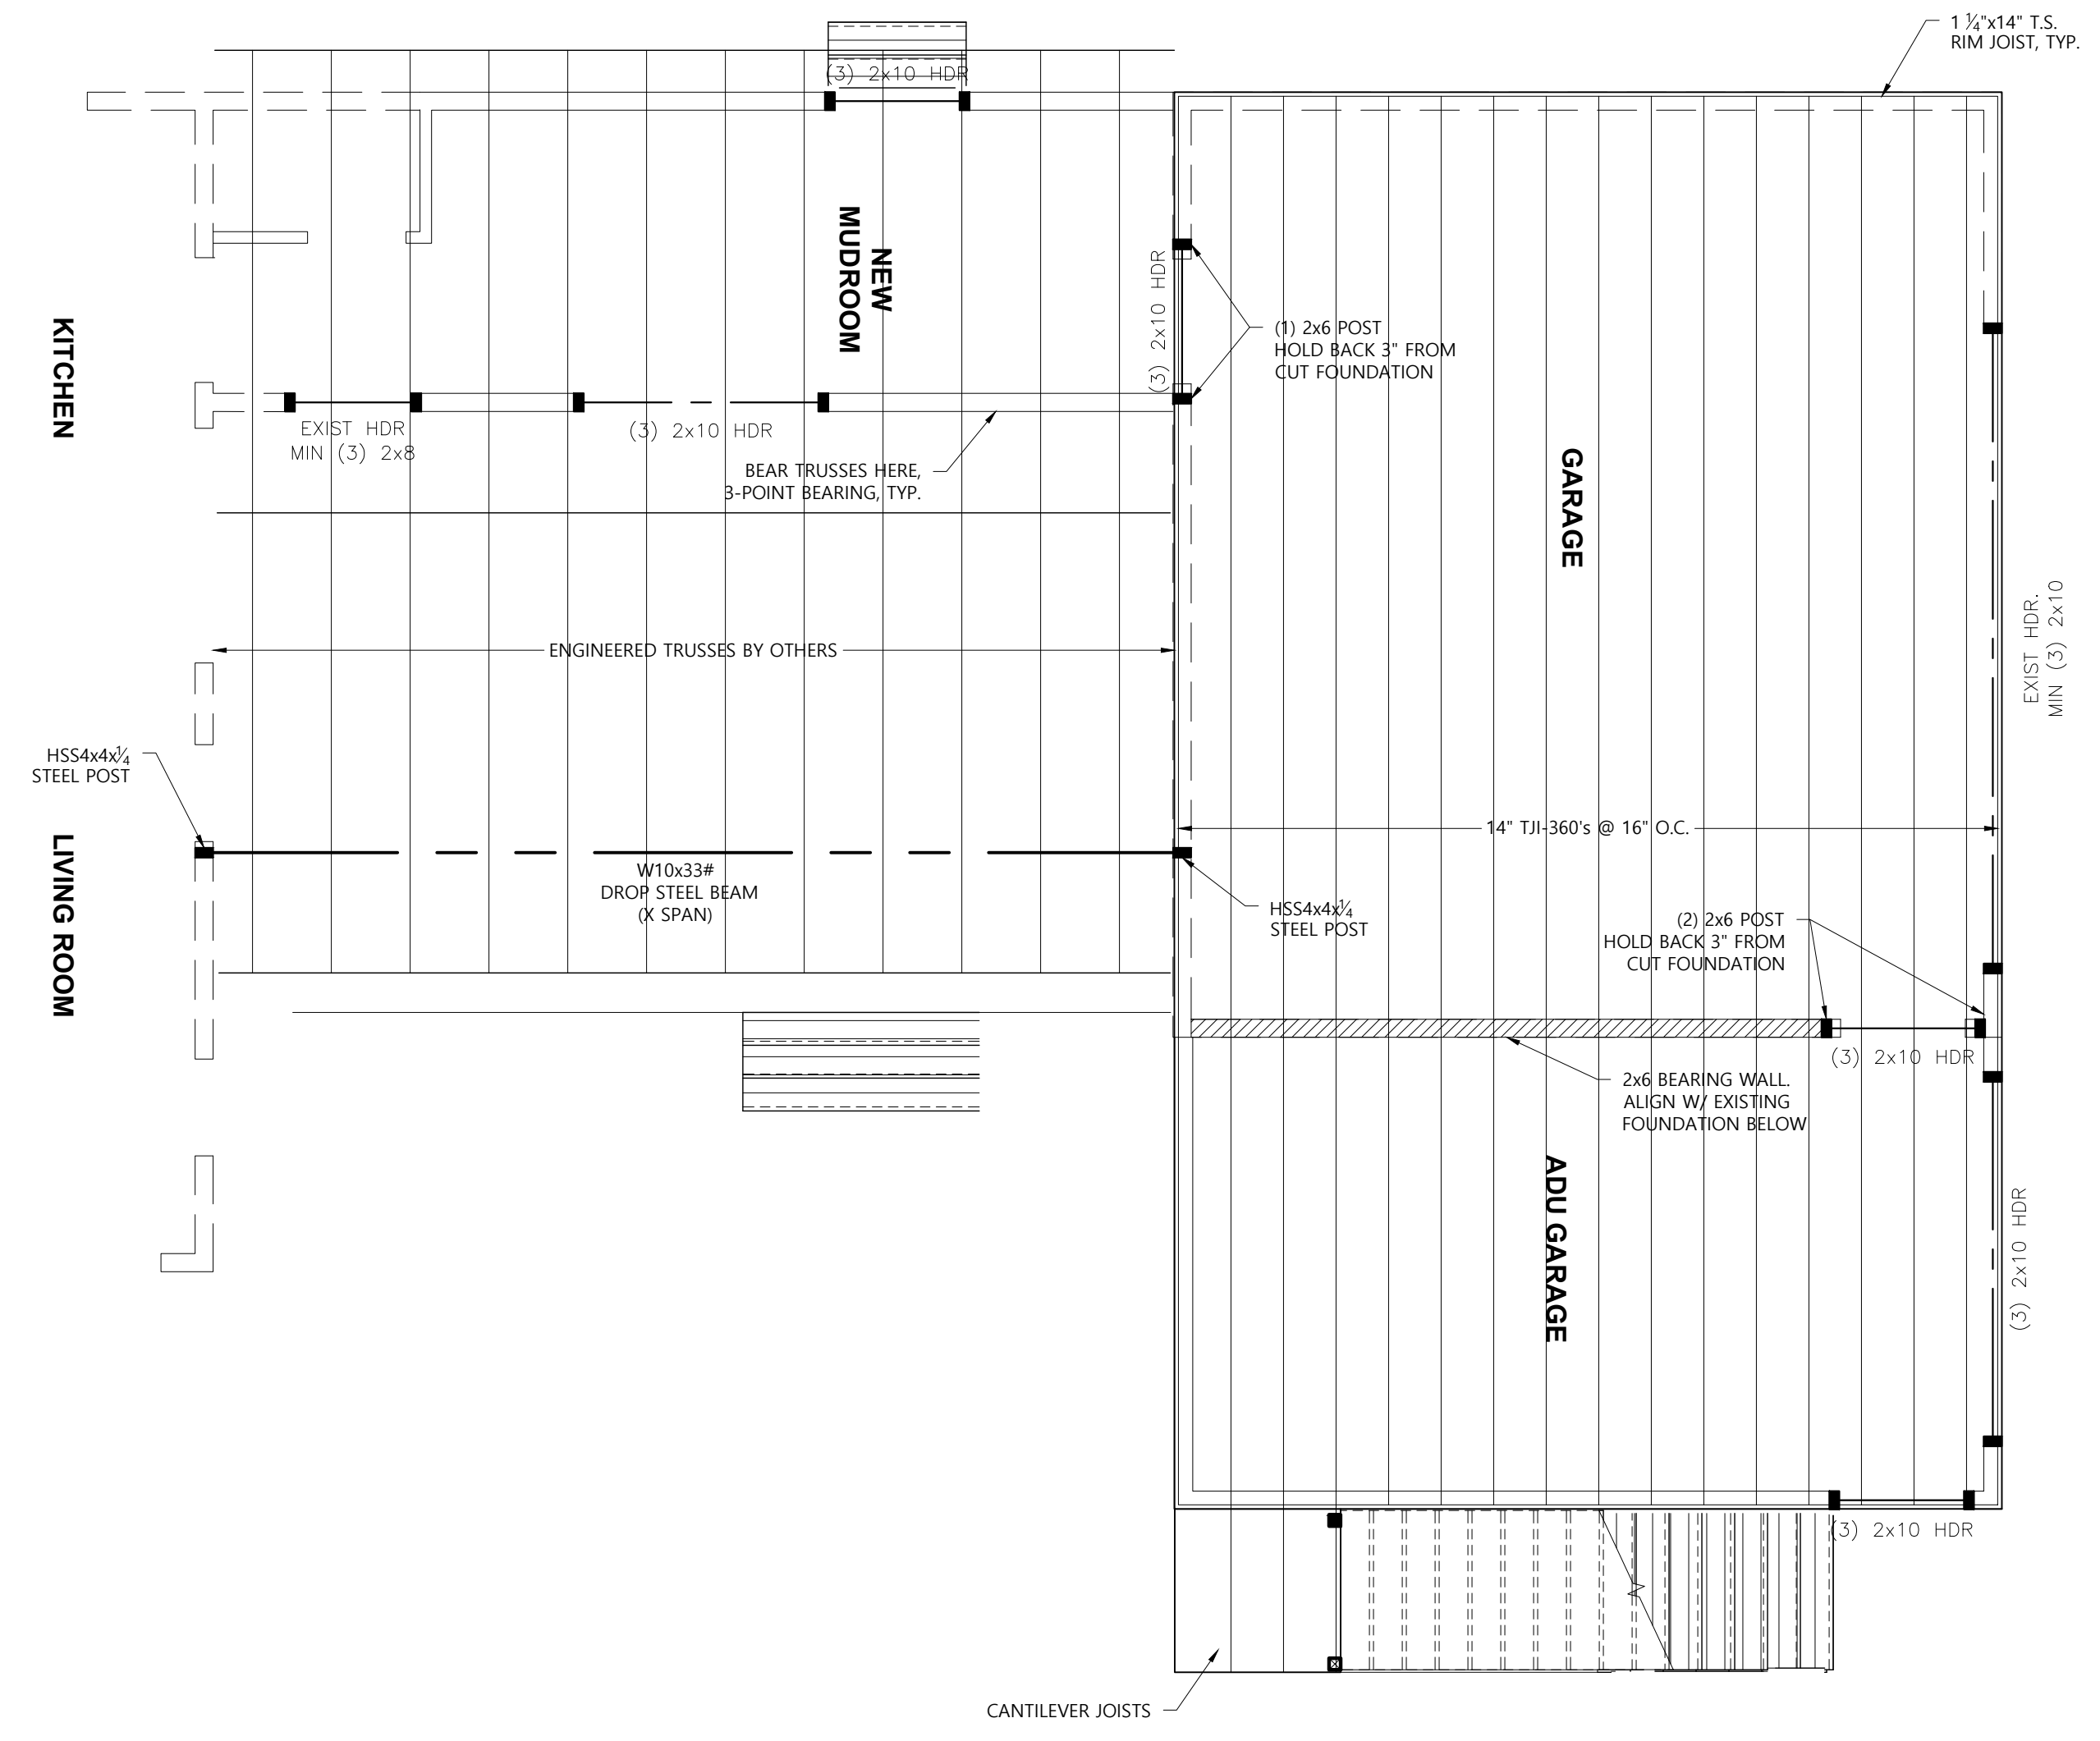 1 ¼"x14" T.S.
RIM JOIST, TYP.
(3) 2x10 HDR
NEW
MUDROOM
KITCHEN
(3) 2x10 HDR
(1) 2x6 POST
HOLD BACK 3" FROM
CUT FOUNDATION
EXIST HDR
MIN (3) 2x8
(3) 2x10 HDR
BEAR TRUSSES HERE,
3-POINT BEARING, TYP.
GARAGE
EXIST HDR.
MIN (3) 2x10
ENGINEERED TRUSSES BY OTHERS
HSS4x4x¼
STEEL POST
LIVING ROOM
W10x33#
DROP STEEL BEAM
(X SPAN)
14" TJI-360's @ 16" O.C.
HSS4x4x¼
STEEL POST
(2) 2x6 POST
HOLD BACK 3" FROM
CUT FOUNDATION
(3) 2x10 HDR
2x6 BEARING WALL.
ALIGN W/ EXISTING
FOUNDATION BELOW
ADU GARAGE
(3) 2x10 HDR
(3) 2x10 HDR
CANTILEVER JOISTS